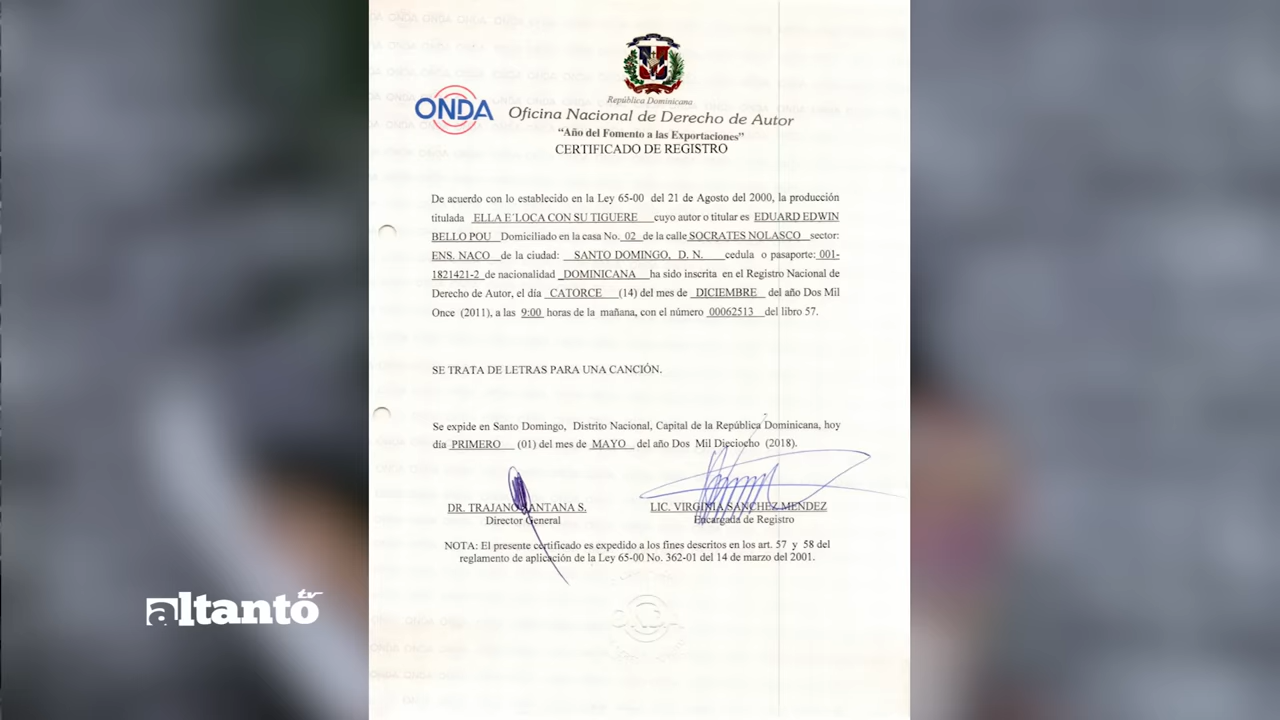 República Dominicana
ONDA
Oficina Nacional de Derecho de Autor
“Año del Fomento a las Exportaciones”
CERTIFICADO DE REGISTRO
De acuerdo con lo establecido en la Ley 65-00 del 21 de Agosto del 2000, la producción
titulada ELLA E´LOCA CON SU TIGUERE cuyo autor o titular es EDUARD EDWIN
BELLO POU Domiciliado en la casa No. 02 de la calle SOCRATES NOLASCO sector:
ENS. NACO de la ciudad: SANTO DOMINGO, D. N. cedula o pasaporte: 001-
1821421-2 de nacionalidad DOMINICANA ha sido inscrita en el Registro Nacional de
Derecho de Autor, el día CATORCE (14) del mes de DICIEMBRE del año Dos Mil
Once (2011), a las 9:00 horas de la mañana, con el número 00062513 del libro 57.
SE TRATA DE LETRAS PARA UNA CANCIÓN.
Se expide en Santo Domingo, Distrito Nacional, Capital de la República Dominicana, hoy
día PRIMERO (01) del mes de MAYO del año Dos Mil Dieciocho (2018).
DR. TRAJANO SANTANA S.
Director General
LIC. VIRGINIA SANCHEZ MENDEZ
Encargada de Registro
NOTA: El presente certificado es expedido a los fines descritos en los art. 57 y 58 del
reglamento de aplicación de la Ley 65-00 No. 362-01 del 14 de marzo del 2001.
altanto tv